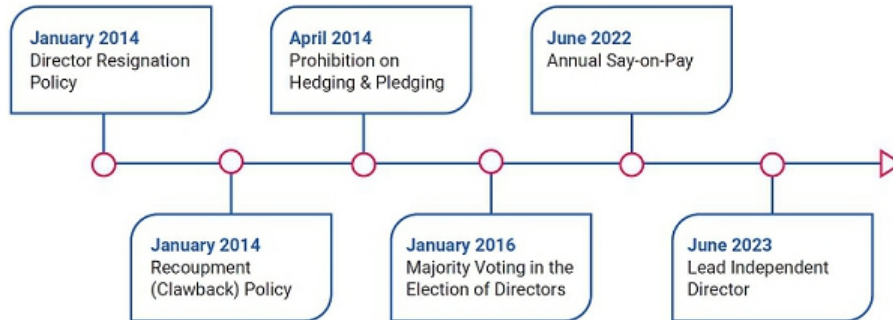 January 2014
Director Resignation
Policy
April 2014
Prohibition on
Hedging & Pledging
June 2022
Annual Say-on-Pay
January 2014
Recoupment
(Clawback) Policy
January 2016
Majority Voting in the
Election of Directors
June 2023
Lead Independent
Director